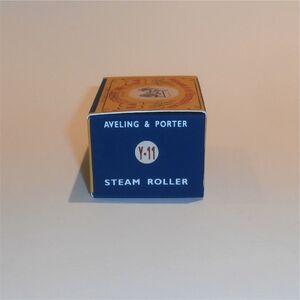 AVELING & PORTER
Y-11
STEAM ROLLER